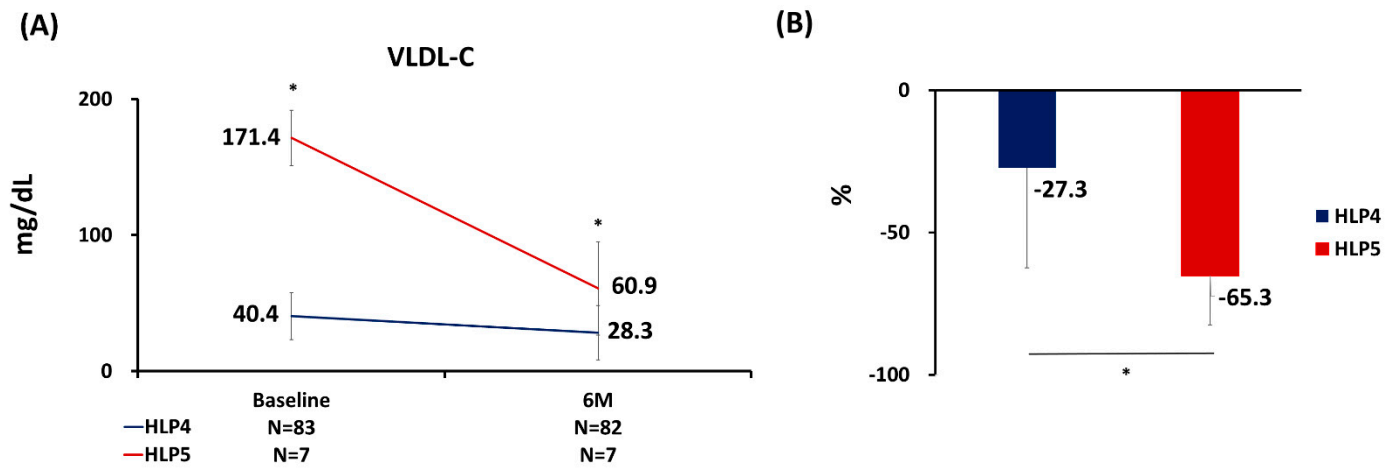 (A)
VLDL-C
mg/dL
200
100
0
*
171.4
40.4
*
60.9
28.3
Baseline
6M
HLP4
N=83
N=82
HLP5
N=7
N=7
(B)
%
0
-50
-100
-27.3
-65.3
*
HLP4
HLP5